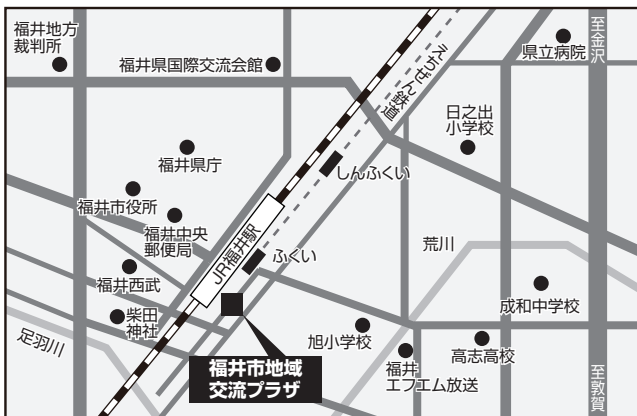 福井地方
裁判所
福井県国際交流会館
えちぜん鉄道
県立病院
至金沢
日之出
小学校
福井県庁
しんふくい
福井市役所
福井中央
郵便局
JR福井駅
ふくい
荒川
福井西武
成和中学校
柴田
神社
足羽川
旭小学校
高志高校
福井
エフエム放送
福井市地域
交流プラザ
至敦賀